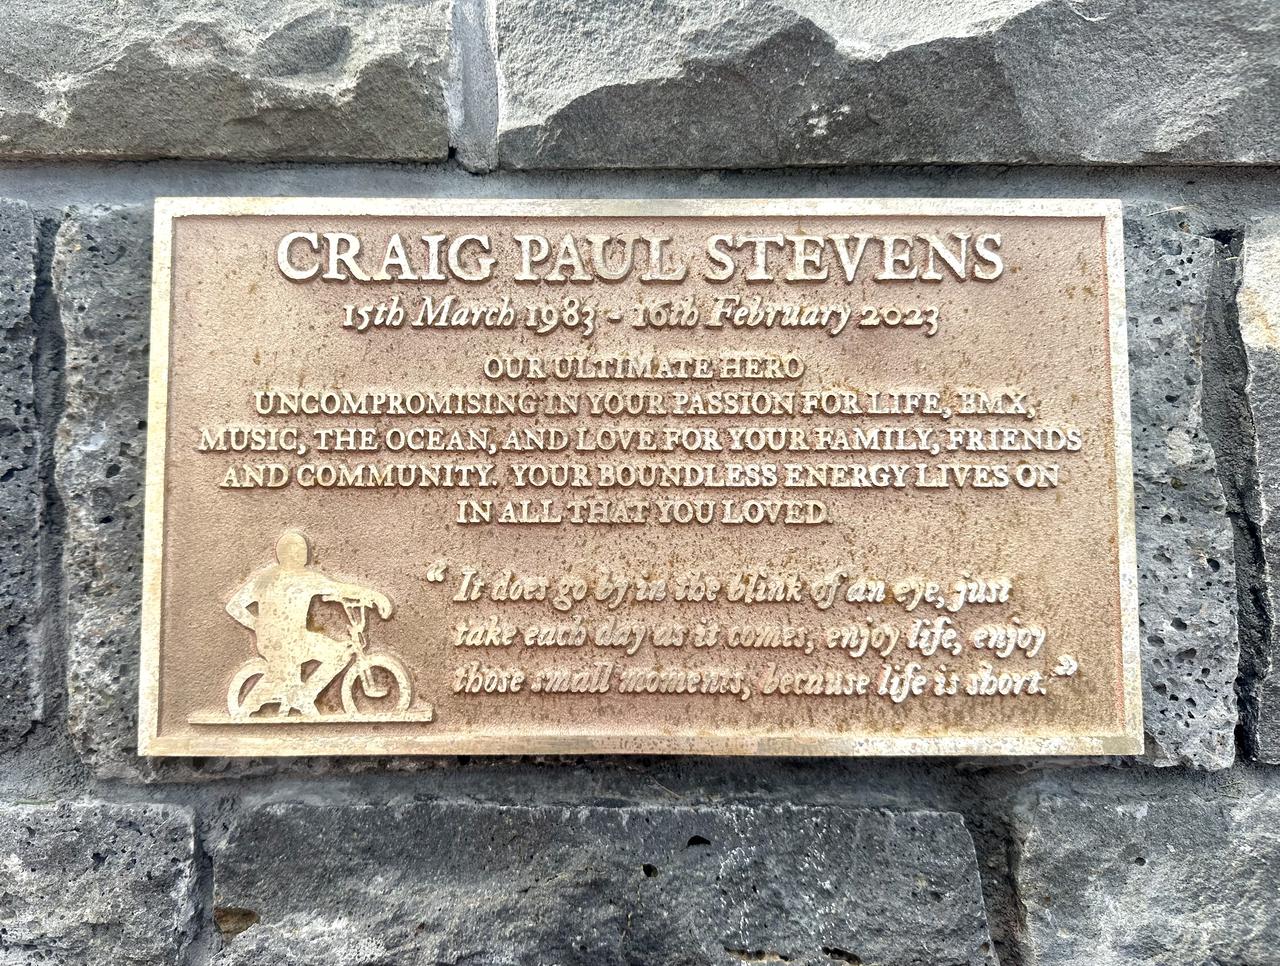 CRAIG PAUL STEVENS
15th March 1983 - 16th February 2023
OUR ULTIMATE HERO
UNCOMPROMISING IN YOUR PASSION FOR LIFE, BMX,
MUSIC, THE OCEAN, AND LOVE FOR YOUR FAMILY, FRIENDS
AND COMMUNITY. YOUR BOUNDLESS ENERGY LIVES ON
IN ALL THAT YOU LOVED.
“ It does go by in the blink of an eye, just
take each day as it comes, enjoy life, enjoy
those small moments, because life is short.”